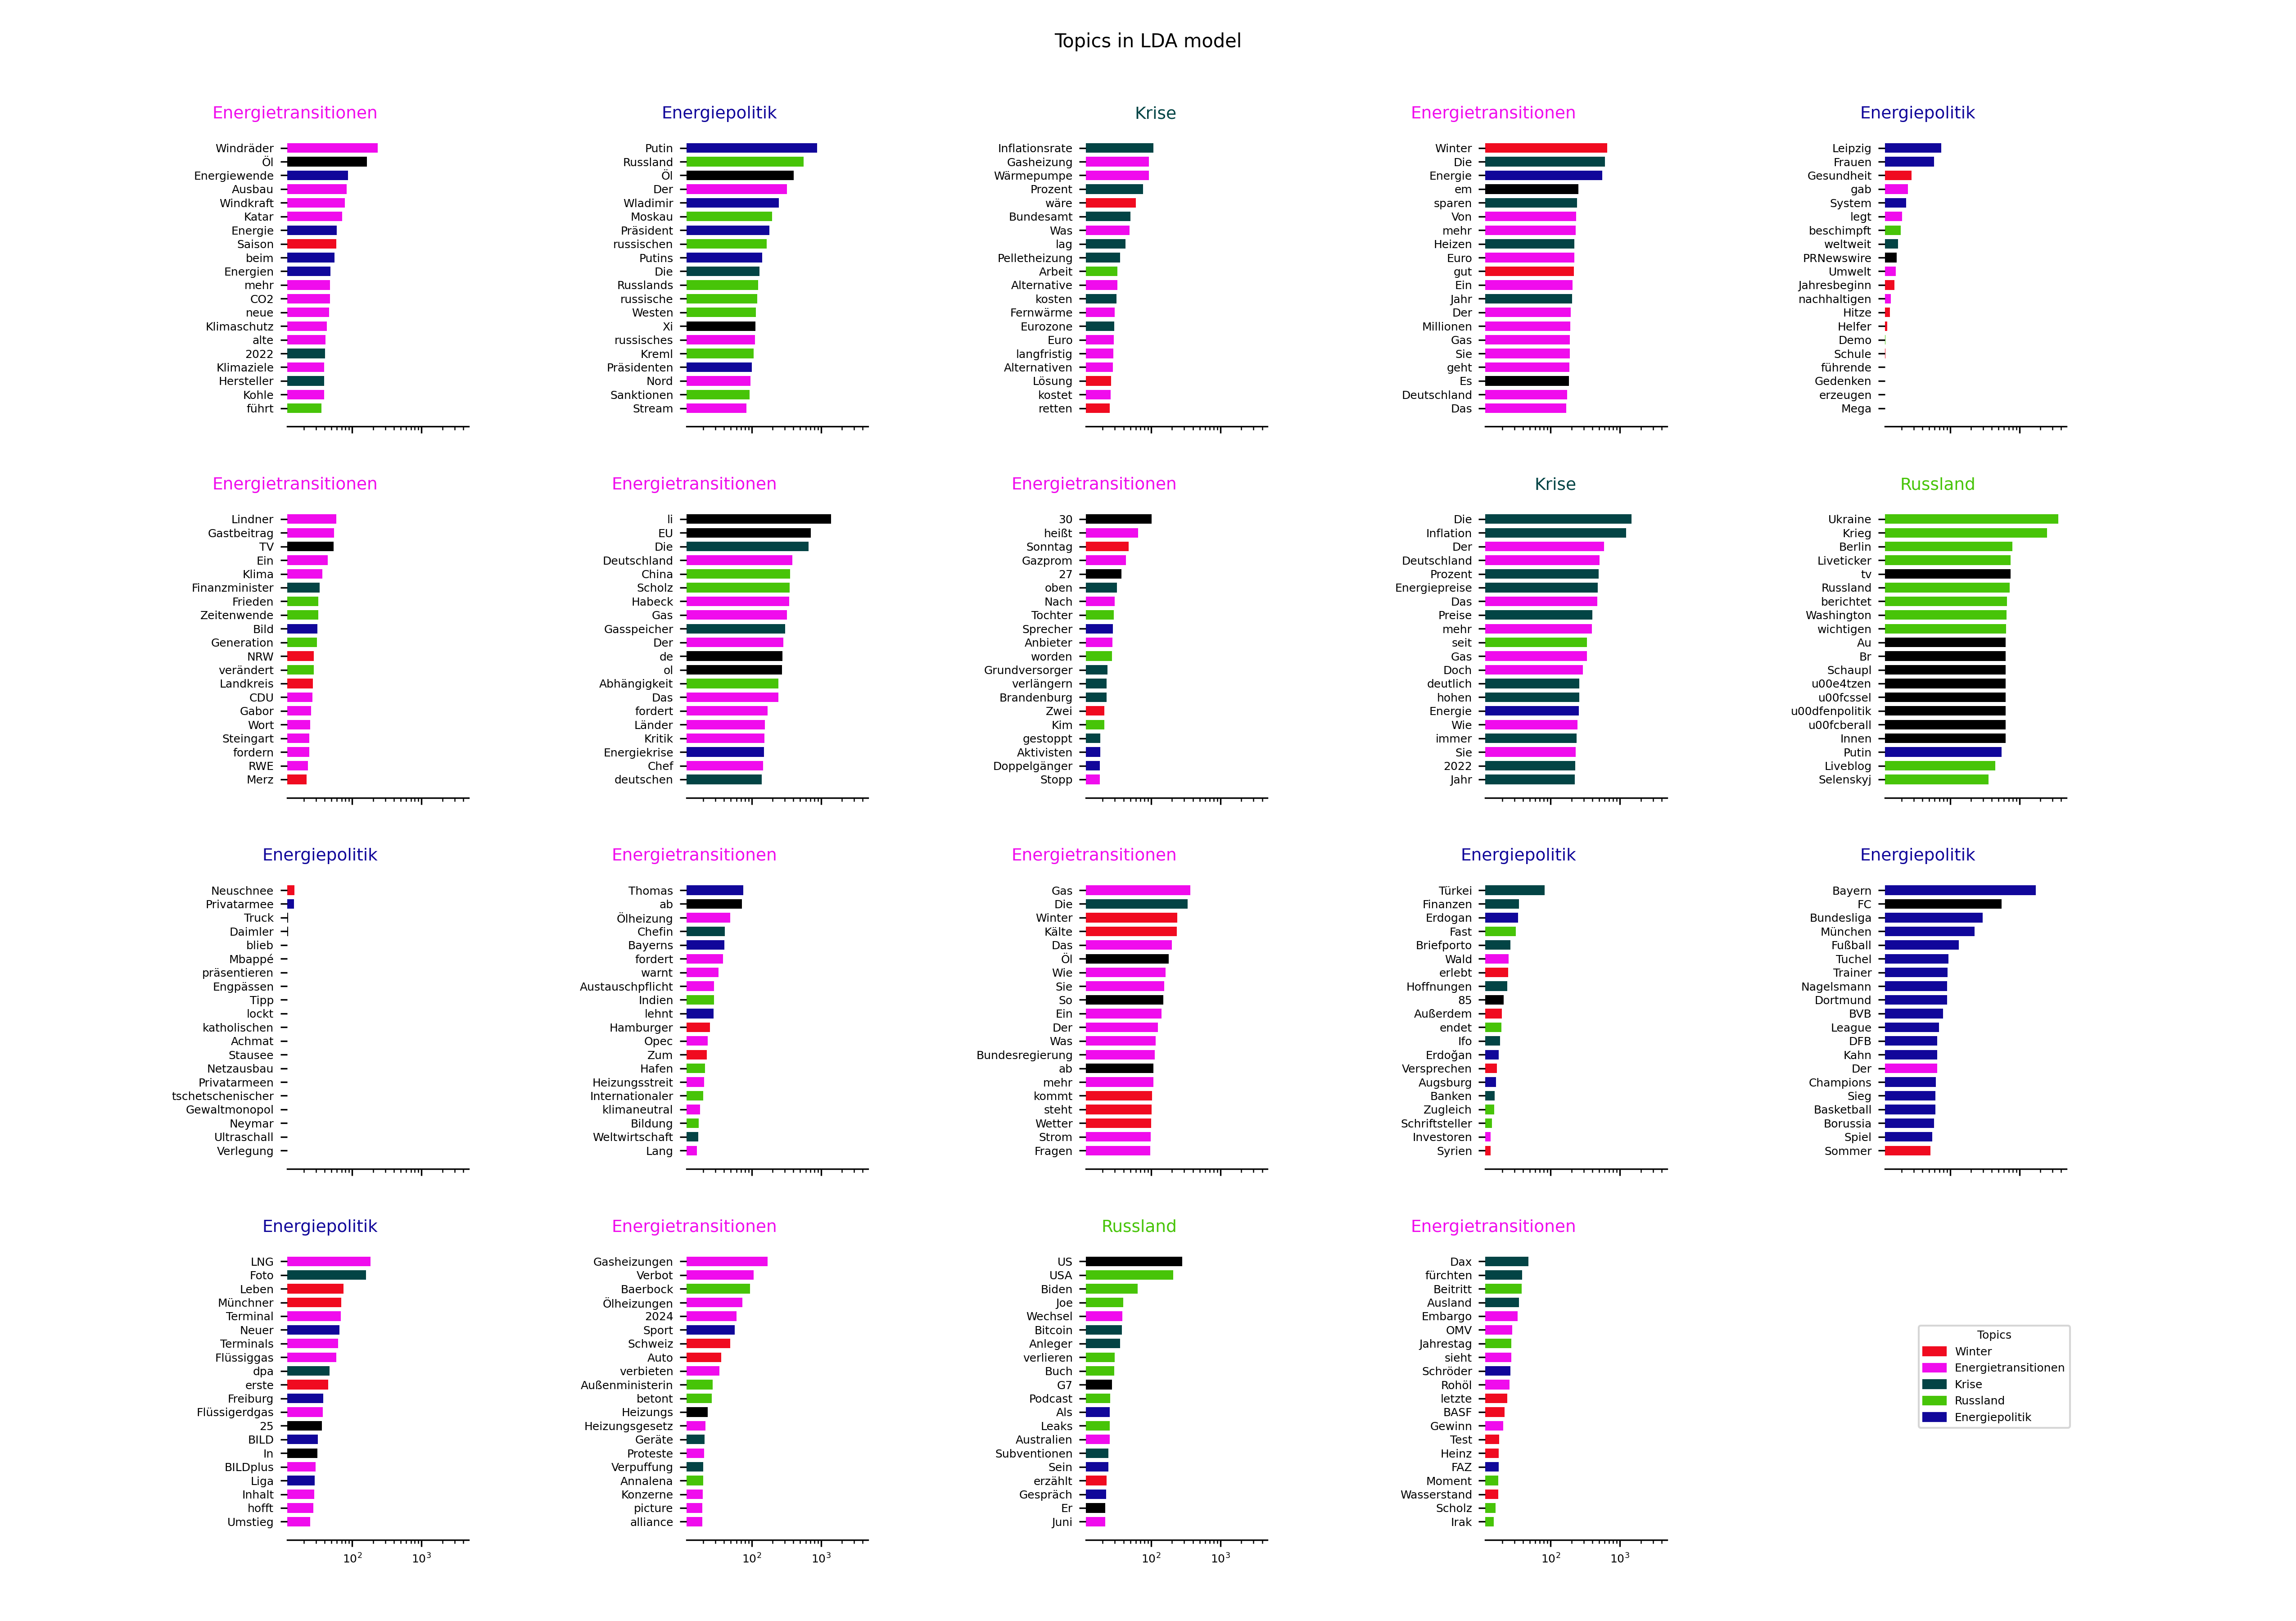 Topics in LDA model
Energietransitionen
Windräder
Öl
Energiewende
Ausbau
Windkraft
Katar
Energie
Saison
beim
Energien
mehr
CO2
neue
Klimaschutz
alte
2022
Klimaziele
Hersteller
Kohle
führt
Energiepolitik
Putin
Russland
Öl
Der
Wladimir
Moskau
Präsident
russischen
Putins
Die
Russlands
russische
Westen
Xi
russisches
Kreml
Präsidenten
Nord
Sanktionen
Stream
Krise
Inflationsrate
Gasheizung
Wärmepumpe
Prozent
wäre
Bundesamt
Was
lag
Pelletheizung
Arbeit
Alternative
kosten
Fernwärme
Eurozone
Euro
langfristig
Alternativen
Lösung
kostet
retten
Energietransitionen
Winter
Die
Energie
em
sparen
Von
mehr
Heizen
Euro
gut
Ein
Jahr
Der
Millionen
Gas
Sie
geht
Es
Deutschland
Das
Energiepolitik
Leipzig
Frauen
Gesundheit
gab
System
legt
beschimpft
weltweit
PRNewswire
Umwelt
Jahresbeginn
nachhaltigen
Hitze
Helfer
Demo
Schule
führende
Gedenken
erzeugen
Mega
Energietransitionen
Lindner
Gastbeitrag
TV
Ein
Klima
Finanzminister
Frieden
Zeitenwende
Bild
Generation
NRW
verändert
Landkreis
CDU
Gabor
Wort
Steingart
fordern
RWE
Merz
Energietransitionen
li
EU
Die
Deutschland
China
Scholz
Habeck
Gas
Gasspeicher
Der
de
ol
Abhängigkeit
Das
fordert
Länder
Kritik
Energiekrise
Chef
deutschen
Energietransitionen
30
heißt
Sonntag
Gazprom
27
oben
Nach
Tochter
Sprecher
Anbieter
worden
Grundversorger
verlängern
Brandenburg
Zwei
Kim
gestoppt
Aktivisten
Doppelgänger
Stopp
Krise
Die
Inflation
Der
Deutschland
Prozent
Energiepreise
Das
Preise
mehr
seit
Gas
Doch
deutlich
hohen
Energie
Wie
immer
Sie
2022
Jahr
Russland
Ukraine
Krieg
Berlin
Liveticker
tv
Russland
berichtet
Washington
wichtigen
Au
Br
Schaupl
u00e4tzen
u00fcssel
u00dfenpolitik
u00fcberall
Innen
Putin
Liveblog
Selenskyj
Energiepolitik
Neuschnee
Privatarmee
Truck
Daimler
blieb
Mbappé
präsentieren
Engpässen
Tipp
lockt
katholischen
Achmat
Stausee
Netzausbau
Privatarmeen
tschetschenischer
Gewaltmonopol
Neymar
Ultraschall
Verlegung
Energietransitionen
Thomas
ab
Ölheizung
Chefin
Bayerns
fordert
warnt
Austauschpflicht
Indien
lehnt
Hamburger
Opec
Zum
Hafen
Heizungsstreit
Internationaler
klimaneutral
Bildung
Weltwirtschaft
Lang
Energietransitionen
Gas
Die
Winter
Kälte
Das
Öl
Wie
Sie
So
Ein
Der
Was
Bundesregierung
ab
mehr
kommt
steht
Wetter
Strom
Fragen
Energiepolitik
Türkei
Finanzen
Erdogan
Fast
Briefporto
Wald
erlebt
Hoffnungen
85
Außerdem
endet
Ifo
Erdoğan
Versprechen
Augsburg
Banken
Zugleich
Schriftsteller
Investoren
Syrien
Energiepolitik
Bayern
FC
Bundesliga
München
Fußball
Tuchel
Trainer
Nagelsmann
Dortmund
BVB
League
DFB
Kahn
Der
Champions
Sieg
Basketball
Borussia
Spiel
Sommer
Energiepolitik
LNG
Foto
Leben
Münchner
Terminal
Neuer
Terminals
Flüssiggas
dpa
erste
Freiburg
Flüssigerdgas
25
BILD
In
BILDplus
Liga
Inhalt
hofft
Umstieg
10² 10³
Energietransitionen
Gasheizungen
Verbot
Baerbock
Ölheizungen
2024
Sport
Schweiz
Auto
verbieten
Außenministerin
betont
Heizungs
Heizungsgesetz
Geräte
Proteste
Verpuffung
Annalena
Konzerne
picture
alliance
10² 10³
Russland
US
USA
Biden
Joe
Wechsel
Bitcoin
Anleger
verlieren
Buch
G7
Podcast
Als
Leaks
Australien
Subventionen
Sein
erzählt
Gespräch
Er
Juni
10² 10³
Energietransitionen
Dax
fürchten
Beitritt
Ausland
Embargo
OMV
Jahrestag
sieht
Schröder
Rohöl
letzte
BASF
Gewinn
Test
Heinz
FAZ
Moment
Wasserstand
Scholz
Irak
10² 10³
Topics
Winter
Energietransitionen
Krise
Russland
Energiepolitik